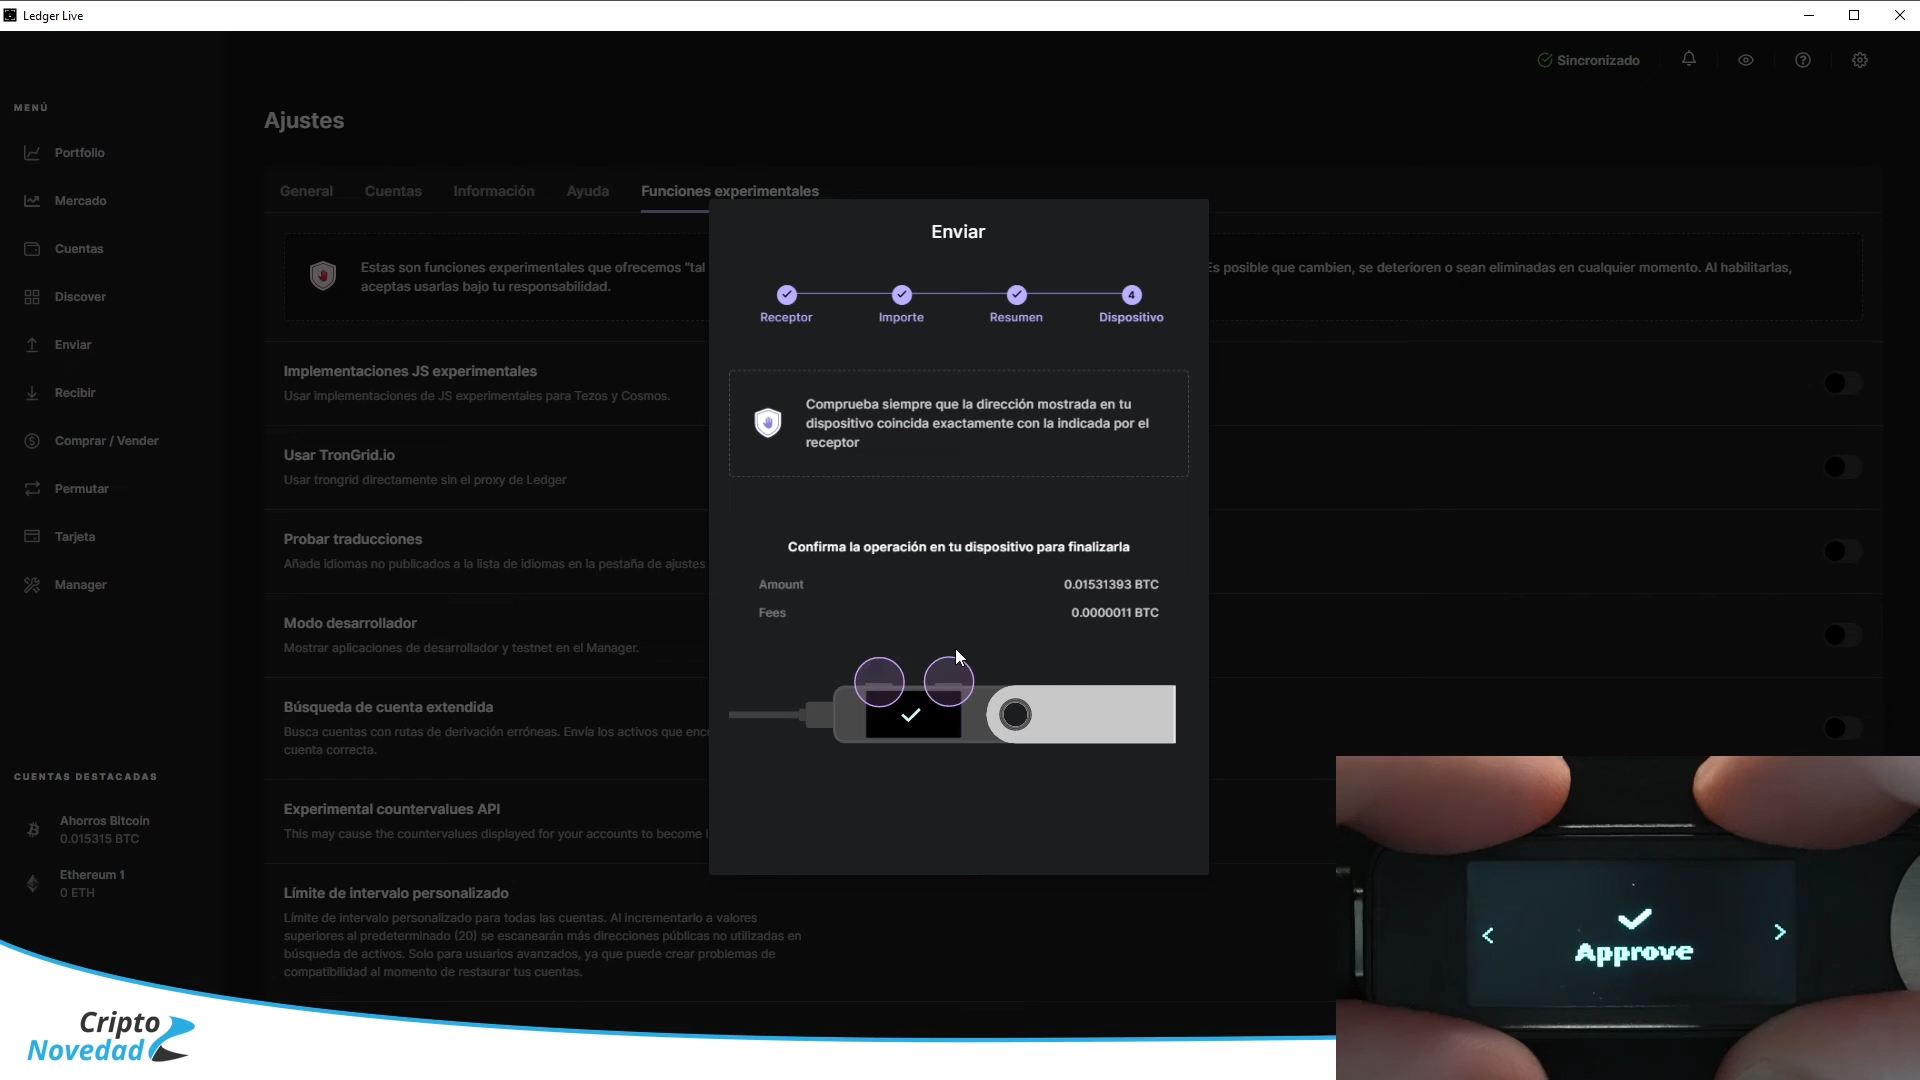 Ledger Live
Sincronizado
MENÚ
Portfolio
Mercado
Cuentas
Discover
Enviar
Recibir
Comprar / Vender
Permutar
Tarjeta
Manager
CUENTAS DESTACADAS
Ahorros Bitcoin
0.015315 BTC
Ethereum 1
0 ETH
Ajustes
General Cuentas Información Ayuda Funciones experimentales
Estas son funciones experimentales que ofrecemos "tal
Es posible que cambien, se deterioren o sean eliminadas en cualquier momento. Al habilitarlas,
aceptas usarlas bajo tu responsabilidad.
Implementaciones JS experimentales
Usar implementaciones de JS experimentales para Tezos y Cosmos.
Usar TronGrid.io
Usar trongrid directamente sin el proxy de Ledger
Probar traducciones
Añade idiomas no publicados a la lista de idiomas en la pestaña de ajustes
Modo desarrollador
Mostrar aplicaciones de desarrollador y testnet en el Manager.
Búsqueda de cuenta extendida
Busca cuentas con rutas de derivación erróneas. Envía los activos que
cuenta correcta.
Experimental countervalues API
This may cause the countervalues displayed for your accounts to become
Límite de intervalo personalizado
Límite de intervalo personalizado para todas las cuentas. Al incrementarlo a valores
superiores al predeterminado (20) se escanearán más direcciones públicas no utilizadas en
búsqueda de activos. Solo para usuarios avanzados, ya que puede crear problemas de
compatibilidad al momento de restaurar tus cuentas.
Enviar
4
Receptor Importe Resumen Dispositivo
Comprueba siempre que la dirección mostrada en tu
dispositivo coincida exactamente con la indicada por el
receptor
Confirma la operación en tu dispositivo para finalizarla
Amount 0.01531393 BTC
Fees 0.0000011 BTC
Approve
Cripto
Novedad